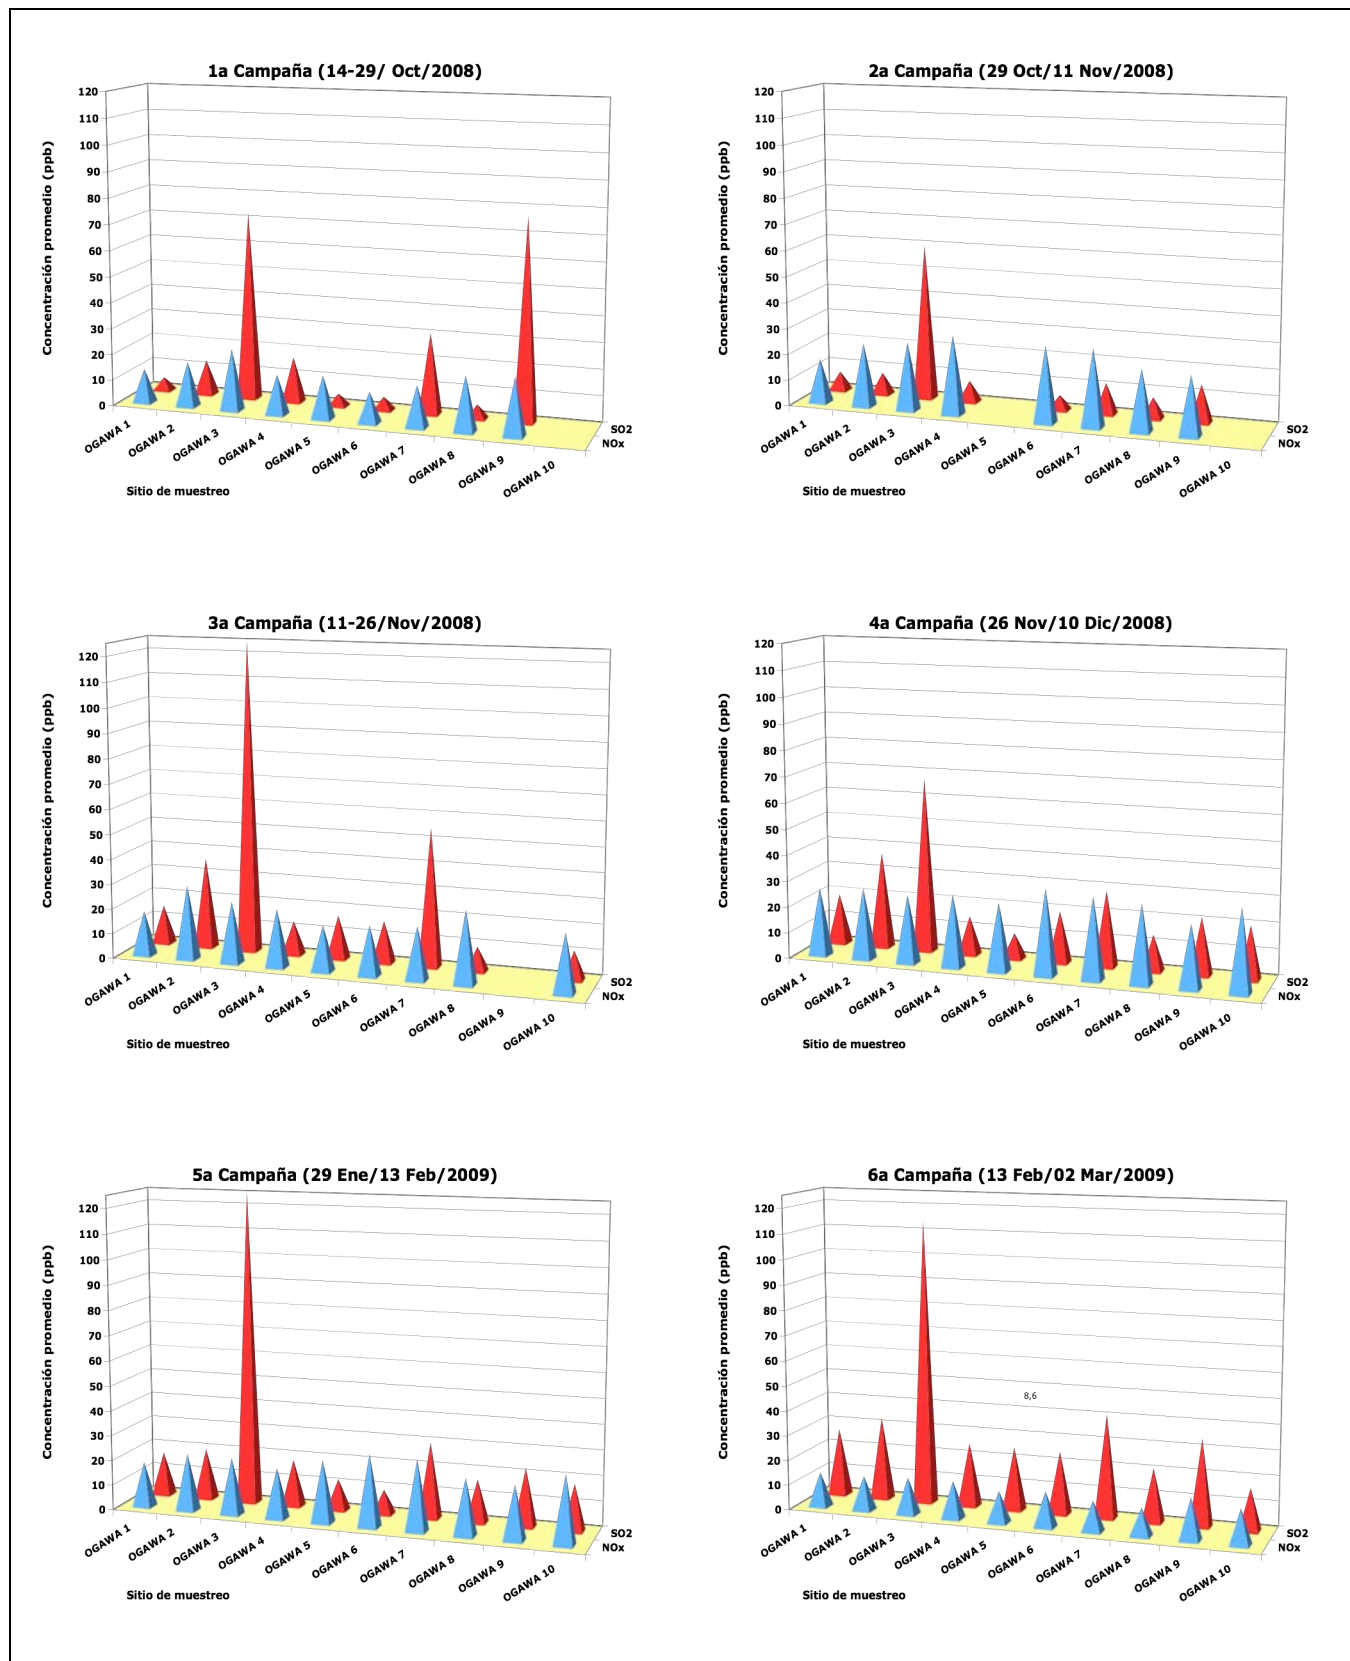 1a Campaña (14-29/ Oct/2008)
Concentración promedio (ppb)
120
110
100
90
80
70
60
50
40
30
20
10
0
OGAWA 1
OGAWA 2
OGAWA 3
OGAWA 4
OGAWA 5
OGAWA 6
OGAWA 7
OGAWA 8
OGAWA 9
OGAWA 10
SO2
NOx
Sitio de muestreo
2a Campaña (29 Oct/11 Nov/2008)
Concentración promedio (ppb)
120
110
100
90
80
70
60
50
40
30
20
10
0
OGAWA 1
OGAWA 2
OGAWA 3
OGAWA 4
OGAWA 5
OGAWA 6
OGAWA 7
OGAWA 8
OGAWA 9
OGAWA 10
SO2
NOx
Sitio de muestreo
3a Campaña (11-26/Nov/2008)
Concentración promedio (ppb)
120
110
100
90
80
70
60
50
40
30
20
10
0
OGAWA 1
OGAWA 2
OGAWA 3
OGAWA 4
OGAWA 5
OGAWA 6
OGAWA 7
OGAWA 8
OGAWA 9
OGAWA 10
SO2
NOx
Sitio de muestreo
4a Campaña (26 Nov/10 Dic/2008)
Concentración promedio (ppb)
120
110
100
90
80
70
60
50
40
30
20
10
0
OGAWA 1
OGAWA 2
OGAWA 3
OGAWA 4
OGAWA 5
OGAWA 6
OGAWA 7
OGAWA 8
OGAWA 9
OGAWA 10
SO2
NOx
Sitio de muestreo
5a Campaña (29 Ene/13 Feb/2009)
Concentración promedio (ppb)
120
110
100
90
80
70
60
50
40
30
20
10
0
OGAWA 1
OGAWA 2
OGAWA 3
OGAWA 4
OGAWA 5
OGAWA 6
OGAWA 7
OGAWA 8
OGAWA 9
OGAWA 10
SO2
NOx
Sitio de muestreo
6a Campaña (13 Feb/02 Mar/2009)
Concentración promedio (ppb)
120
110
100
90
80
70
60
50
40
30
20
10
0
8,6
OGAWA 1
OGAWA 2
OGAWA 3
OGAWA 4
OGAWA 5
OGAWA 6
OGAWA 7
OGAWA 8
OGAWA 9
OGAWA 10
SO2
NOx
Sitio de muestreo